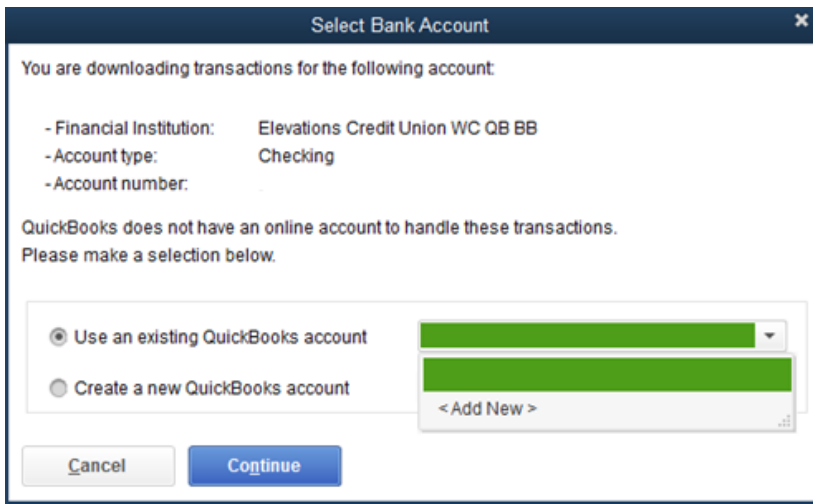 Select Bank Account
You are downloading transactions for the following account:
- Financial Institution: Elevations Credit Union WC QB BB
- Account type: Checking
- Account number:
QuickBooks does not have an online account to handle these transactions.
Please make a selection below.
Use an existing QuickBooks account
Create a new QuickBooks account
< Add New >
Cancel Continue